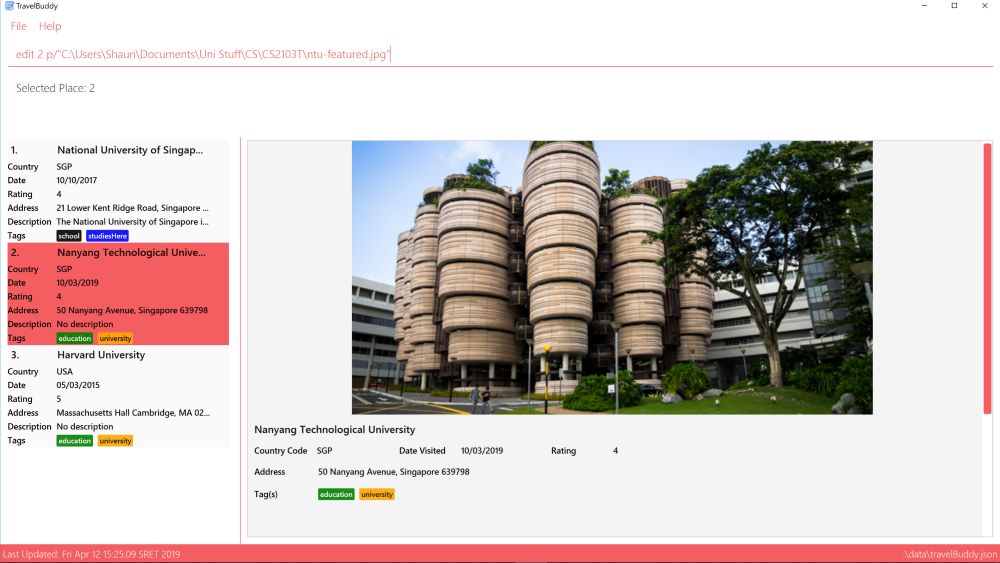 TravelBuddy
File Help
edit 2 p/"C:\Users\Shaun\Documents\Uni Stuff\CS\CS2103T\ntu-featured.jpg"
Selected Place: 2
1. National University of Singap...
Country SGP
Date 10/10/2017
Rating 4
Address 21 Lower Kent Ridge Road, Singapore ...
Description The National University of Singapore i...
Tags school studiesHere
2. Nanyang Technological Unive...
Country SGP
Date 10/03/2019
Rating 4
Address 50 Nanyang Avenue, Singapore 639798
Description No description
Tags education university
3. Harvard University
Country USA
Date 05/03/2015
Rating 5
Address Massachusetts Hall Cambridge, MA 02...
Description No description
Tags education university
Nanyang Technological University
Country Code SGP Date Visited 10/03/2019 Rating 4
Address 50 Nanyang Avenue, Singapore 639798
Tag(s) education university
Last Updated: Fri Apr 12 15:25:09 SRET 2019 .\data\travelBuddy.json